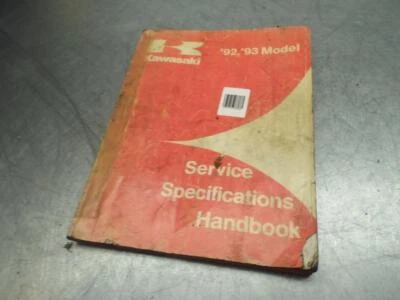 '92,'93 Model
Kawasaki
Service
Specifications
Handbook